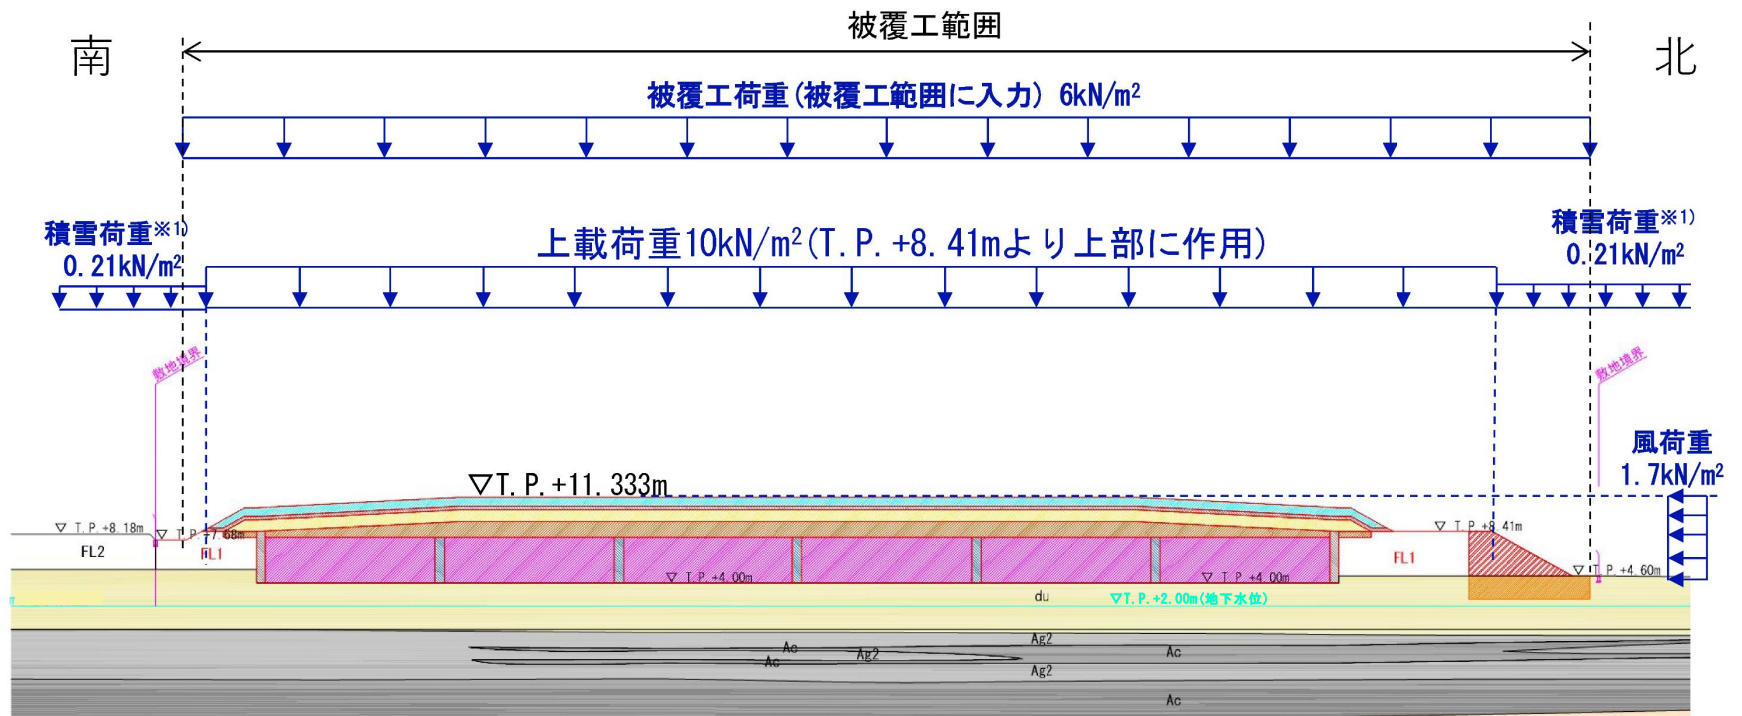 被覆工範囲
南
北
被覆工荷重(被覆工範囲に入力) 6kN/m²
積雪荷重※1)
0.21kN/m²
上載荷重10kN/m²(T.P.+8.41mより上部に作用)
積雪荷重※1)
0.21kN/m²
敷地境界
敷地境界
風荷重
1.7kN/m²
▽T.P.+11.333m
▽ T.P.+8.18m
▽ T.P.+7.68m
▽ T.P.+8.41m
FL2
FL1
FL1
▽ T.P.+4.00m
▽ T.P.+4.00m
▽ T.P.+4.60m
du
▽T.P.+2.00m(地下水位)
Ag2
Ac
Ag2
Ac
Ac
Ag2
Ac